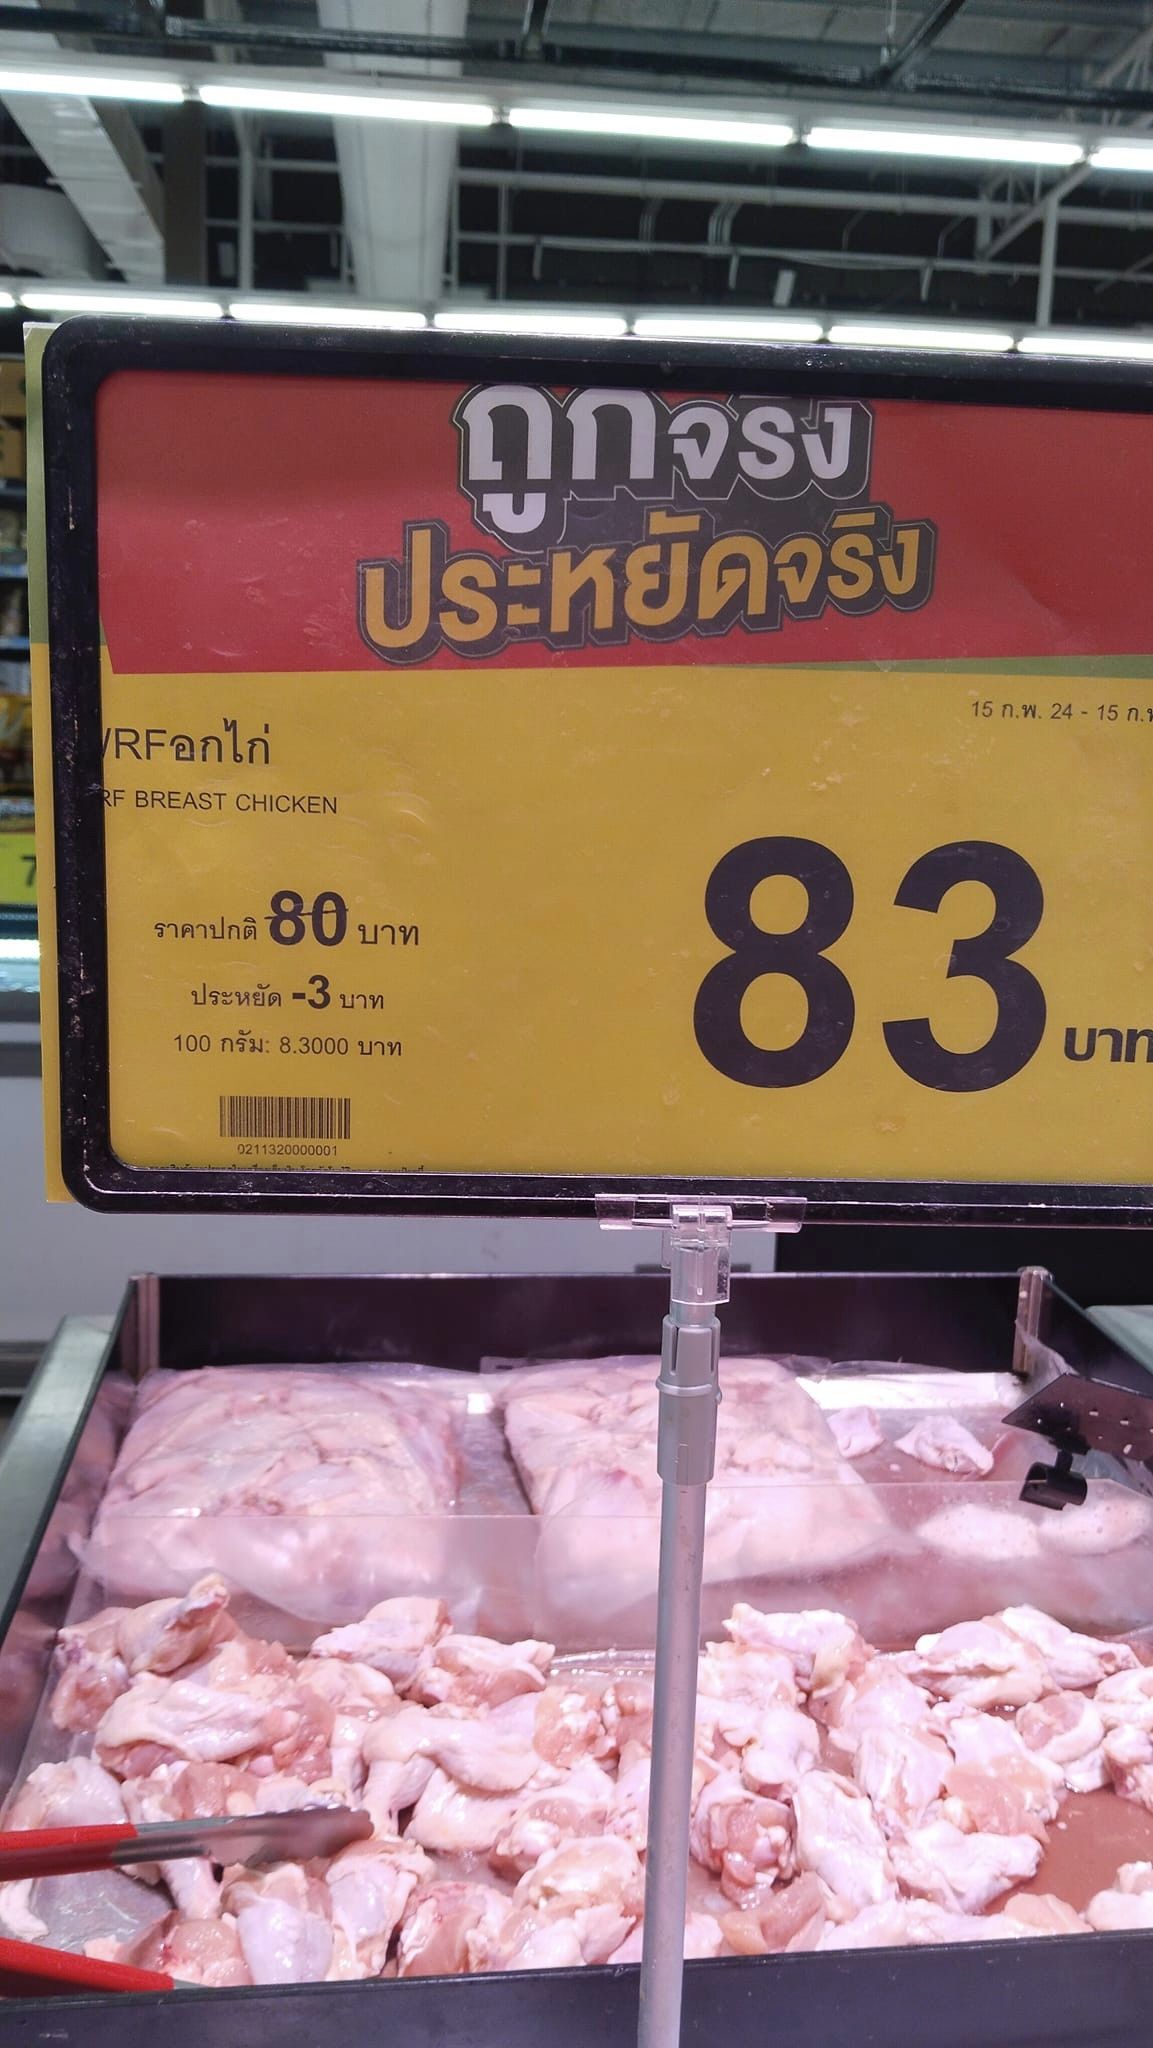 ถูกจริง
ประหยัดจริง
15 ก.พ. 24 - 15
RFอกไก่
RF BREAST CHICKEN
ราคาปกติ 80 บาท
ประหยัด -3 บาท
100 กรัม: 8.3000 บาท
83
บาท
0211320000001
7